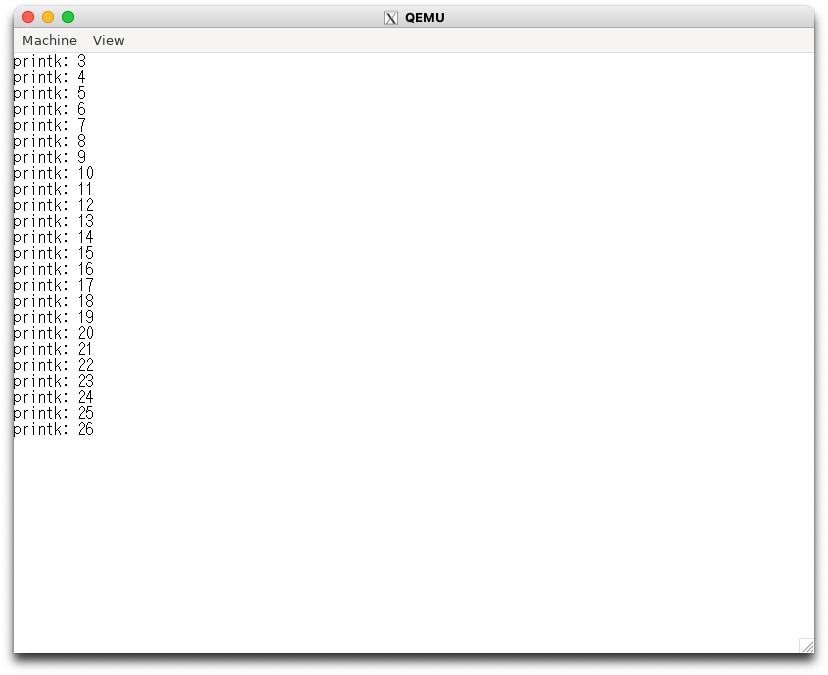 QEMU
Machine View
printk: 3
printk: 4
printk: 5
printk: 6
printk: 7
printk: 8
printk: 9
printk: 10
printk: 11
printk: 12
printk: 13
printk: 14
printk: 15
printk: 16
printk: 17
printk: 18
printk: 19
printk: 20
printk: 21
printk: 22
printk: 23
printk: 24
printk: 25
printk: 26